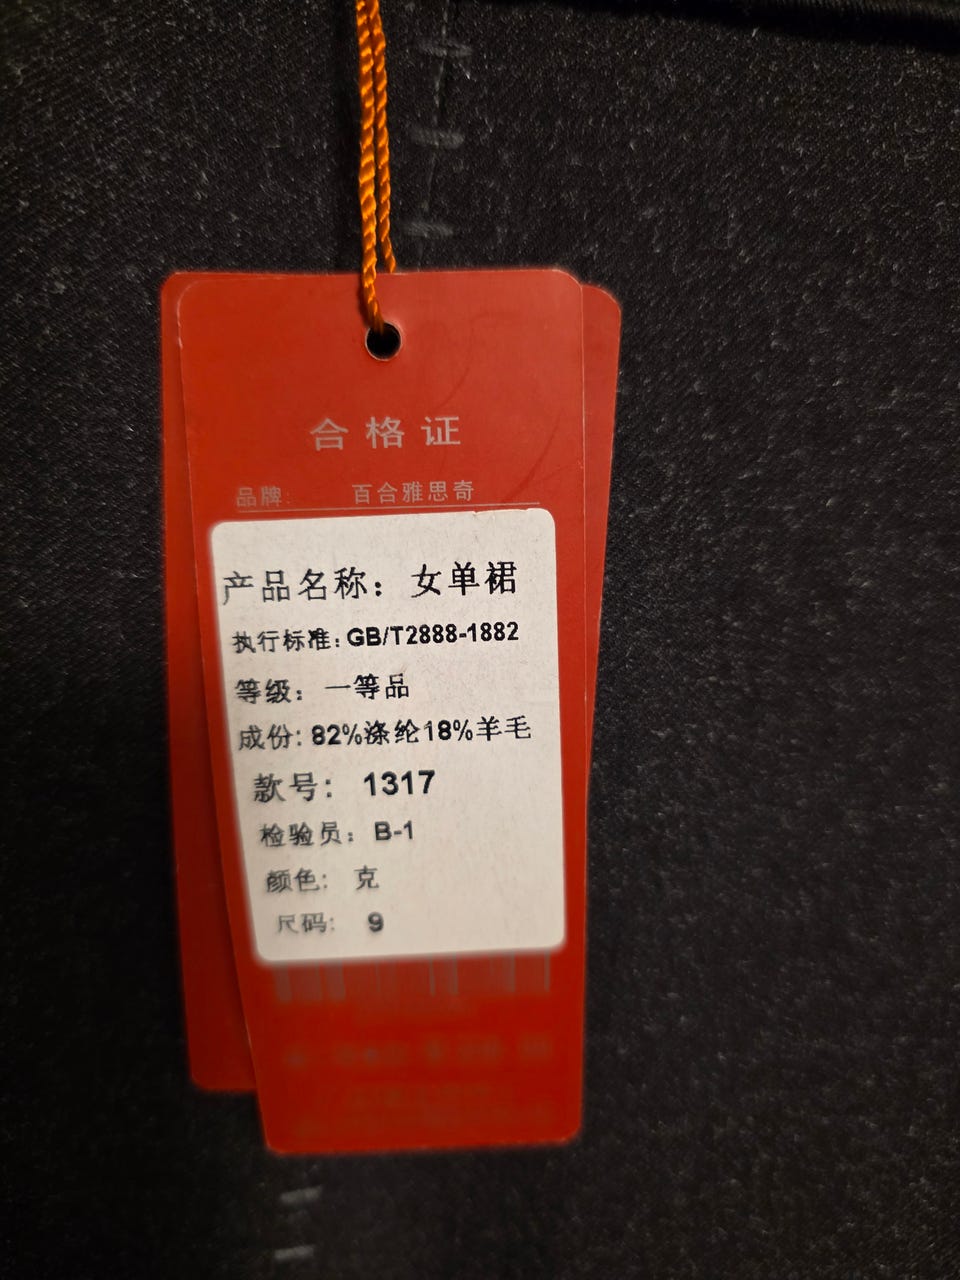 合格证
品牌: 百合雅思奇
产品名称: 女单裙
执行标准: GB/T2888-1882
等级: 一等品
成份: 82%涤纶18%羊毛
款号: 1317
检验员: B-1
颜色: 克
尺码: 9